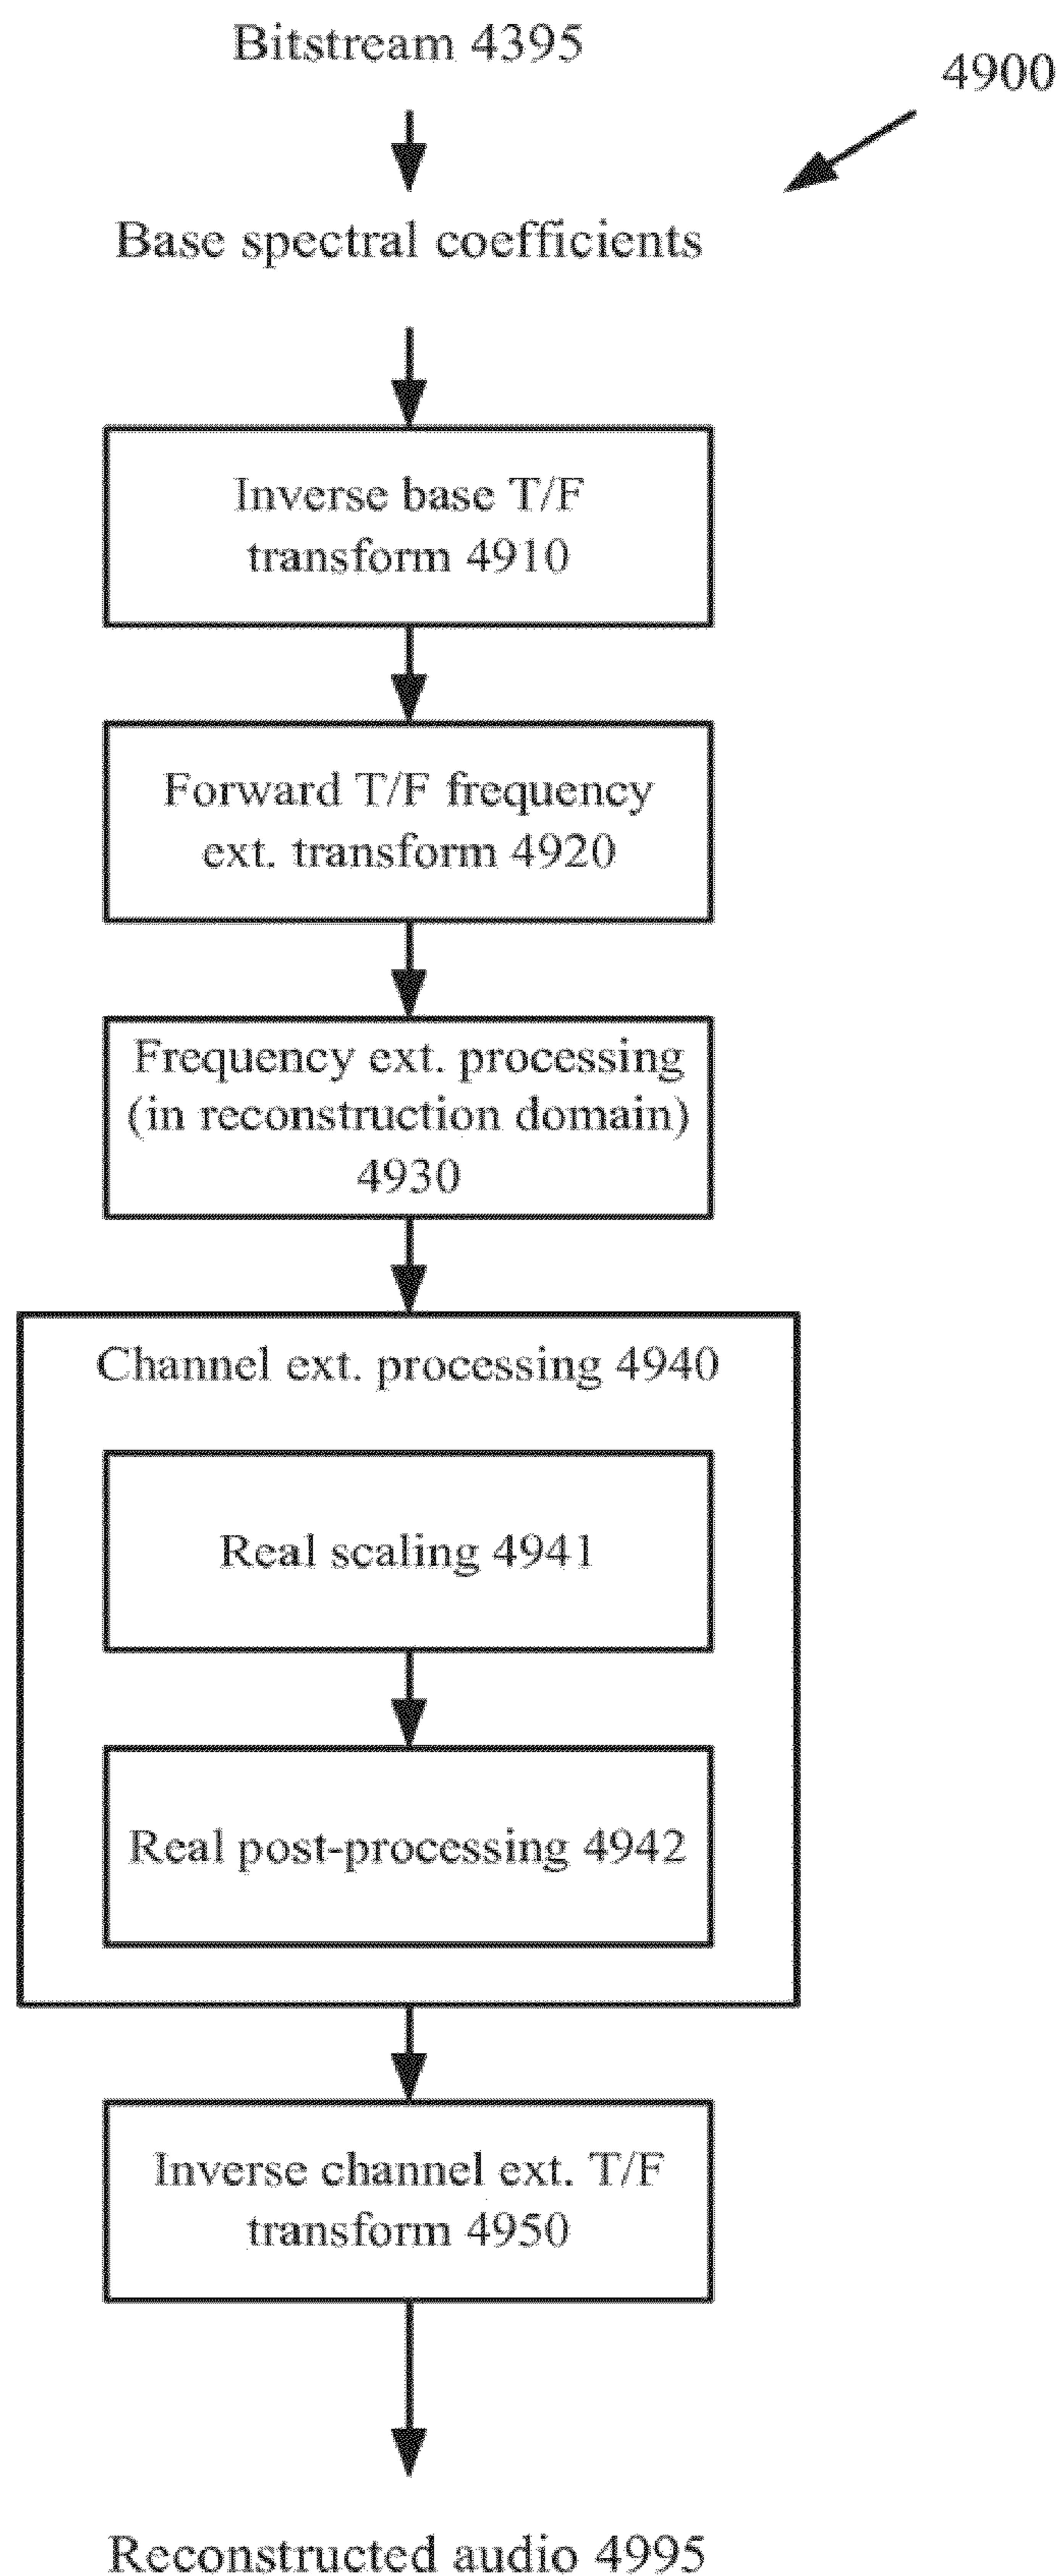 Bitstream 4395
4900
Base spectral coefficients
Inverse base T/F
transform 4910
Forward T/F frequency
ext. transform 4920
Frequency ext. processing
(in reconstruction domain)
4930
Channel ext. processing 4940
Real scaling 4941
Real post-processing 4942
Inverse channel ext. T/F
transform 4950
Reconstructed audio 4995